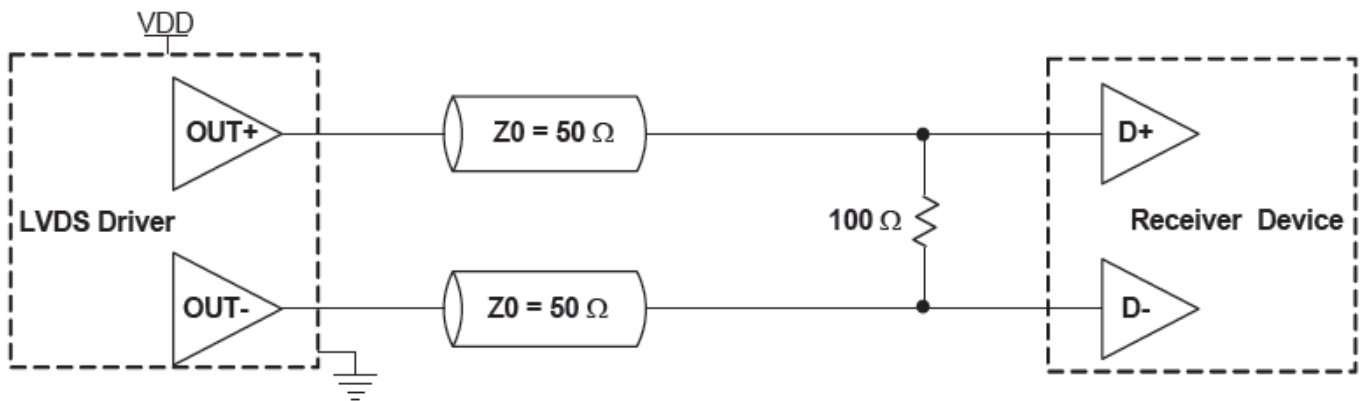 VDD
OUT+
Z0 = 50 Ω
D+
LVDS Driver
100 Ω
Receiver Device
OUT-
Z0 = 50 Ω
D-